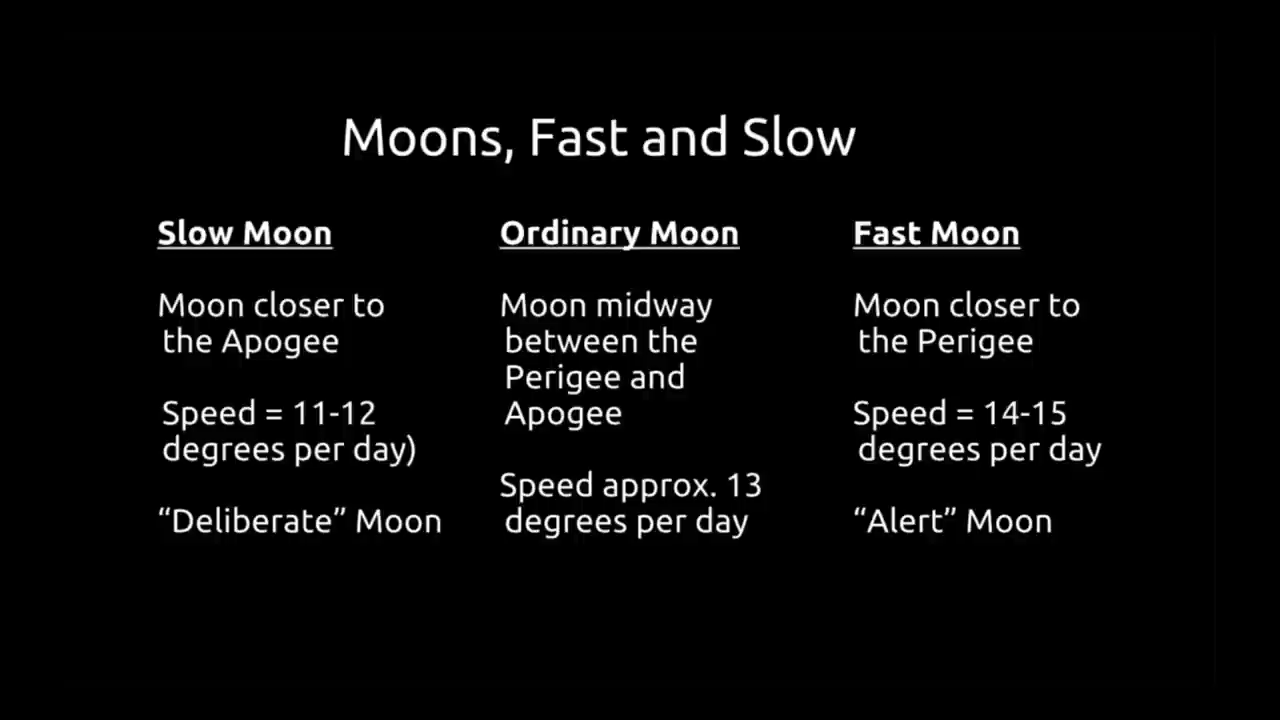 Moons, Fast and Slow
Slow Moon
Moon closer to
the Apogee
Speed = 11-12
degrees per day)
“Deliberate” Moon
Ordinary Moon
Moon midway
between the
Perigee and
Apogee
Speed approx. 13
degrees per day
Fast Moon
Moon closer to
the Perigee
Speed = 14-15
degrees per day
“Alert” Moon